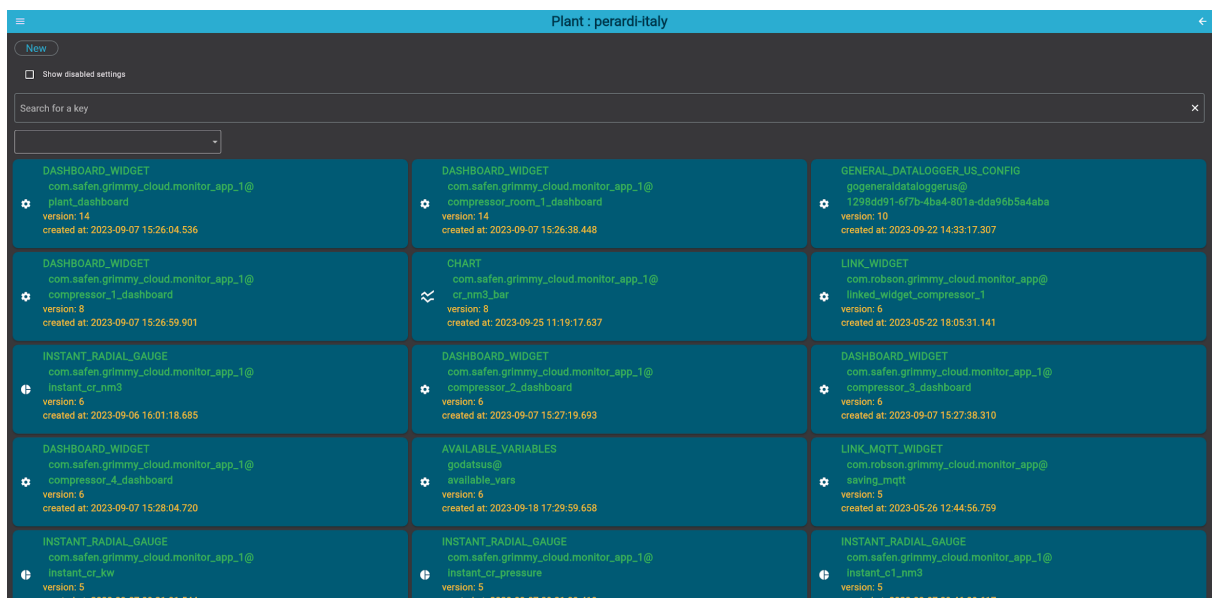 Plant : perardi-italy
New
Show disabled settings
Search for a key
DASHBOARD_WIDGET
com.safen.grimmy_cloud.monitor_app_1@
plant_dashboard
version: 14
created at: 2023-09-07 15:26:04.536
DASHBOARD_WIDGET
com.safen.grimmy_cloud.monitor_app_1@
compressor_room_1_dashboard
version: 14
created at: 2023-09-07 15:26:38.448
GENERAL_DATALOGGER_US_CONFIG
gogeneraldataloggerus@
1298dd91-6f7b-4ba4-801a-dda96b5a4aba
version: 10
created at: 2023-09-22 14:33:17.307
DASHBOARD_WIDGET
com.safen.grimmy_cloud.monitor_app_1@
compressor_1_dashboard
version: 8
created at: 2023-09-07 15:26:59.901
CHART
com.safen.grimmy_cloud.monitor_app_1@
cr_nm3_bar
version: 8
created at: 2023-09-25 11:19:17.637
LINK_WIDGET
com.robson.grimmy_cloud.monitor_app@
linked_widget_compressor_1
version: 6
created at: 2023-05-22 18:05:31.141
INSTANT_RADIAL_GAUGE
com.safen.grimmy_cloud.monitor_app_1@
instant_cr_nm3
version: 6
created at: 2023-09-06 16:01:18.685
DASHBOARD_WIDGET
com.safen.grimmy_cloud.monitor_app_1@
compressor_2_dashboard
version: 6
created at: 2023-09-07 15:27:19.693
DASHBOARD_WIDGET
com.safen.grimmy_cloud.monitor_app_1@
compressor_3_dashboard
version: 6
created at: 2023-09-07 15:27:38.310
DASHBOARD_WIDGET
com.safen.grimmy_cloud.monitor_app_1@
compressor_4_dashboard
version: 6
created at: 2023-09-07 15:28:04.720
AVAILABLE_VARIABLES
godatsus@
available_vars
version: 6
created at: 2023-09-18 17:29:59.658
LINK_MQTT_WIDGET
com.robson.grimmy_cloud.monitor_app@
saving_mqtt
version: 5
created at: 2023-05-26 12:44:56.759
INSTANT_RADIAL_GAUGE
com.safen.grimmy_cloud.monitor_app_1@
instant_cr_kw
version: 5
INSTANT_RADIAL_GAUGE
com.safen.grimmy_cloud.monitor_app_1@
instant_cr_pressure
version: 5
INSTANT_RADIAL_GAUGE
com.safen.grimmy_cloud.monitor_app_1@
instant_c1_nm3
version: 5